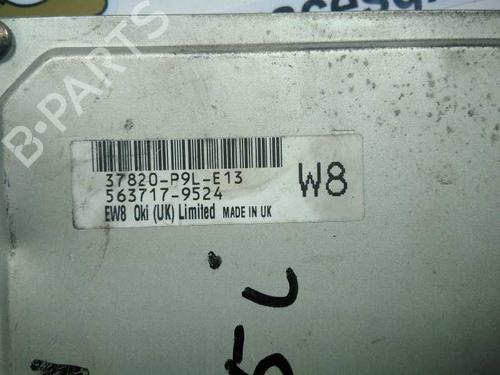 B-PARTS
37820-P9L-E13
563717-9524
W8
EW8 Oki (UK) Limited MADE IN UK